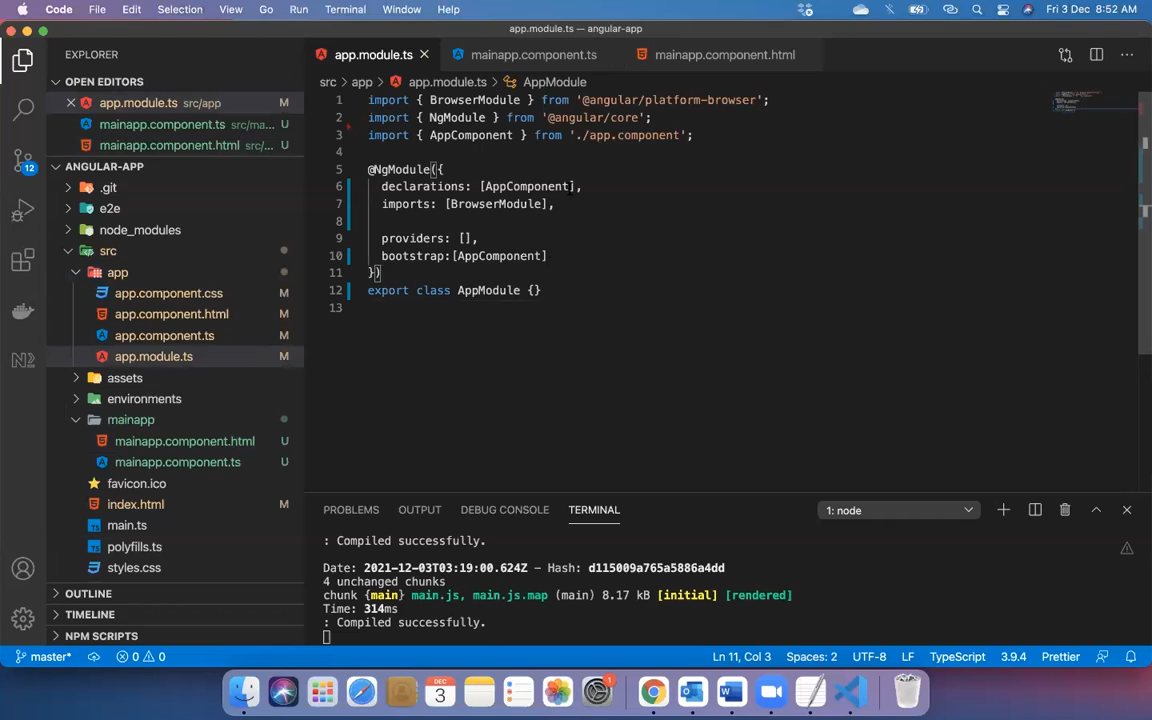 Code File Edit Selection View Go Run Terminal Window Help Fri 3 Dec 8:52 AM
app.module.ts — angular-app
EXPLORER
app.module.ts
mainapp.component.ts
mainapp.component.html
OPEN EDITORS
src > app > app.module.ts > AppModule
app.module.ts src/app M
mainapp.component.ts src/ma... U
mainapp.component.html src/... U
ANGULAR-APP
.git
e2e
node_modules
src
app
app.component.css M
app.component.html M
app.component.ts M
app.module.ts M
assets
environments
mainapp
mainapp.component.html U
mainapp.component.ts U
favicon.ico
index.html M
main.ts
polyfills.ts
styles.css
OUTLINE
TIMELINE
NPM SCRIPTS
12
1 import { BrowserModule } from '@angular/platform-browser';
2 import { NgModule } from '@angular/core';
3 import { AppComponent } from './app.component';
4
5 @NgModule({
6 declarations: [AppComponent],
7 imports: [BrowserModule],
8
9 providers: [],
10 bootstrap:[AppComponent]
11 })
12 export class AppModule {}
13
PROBLEMS OUTPUT DEBUG CONSOLE TERMINAL 1: node
: Compiled successfully.
Date: 2021-12-03T03:19:00.624Z – Hash: d115009a765a5886a4dd
4 unchanged chunks
chunk {main} main.js, main.js.map (main) 8.17 kB [initial] [rendered]
Time: 314ms
: Compiled successfully.
master* 0 0 Ln 11, Col 3 Spaces: 2 UTF-8 LF TypeScript 3.9.4 Prettier
DEC
3
1